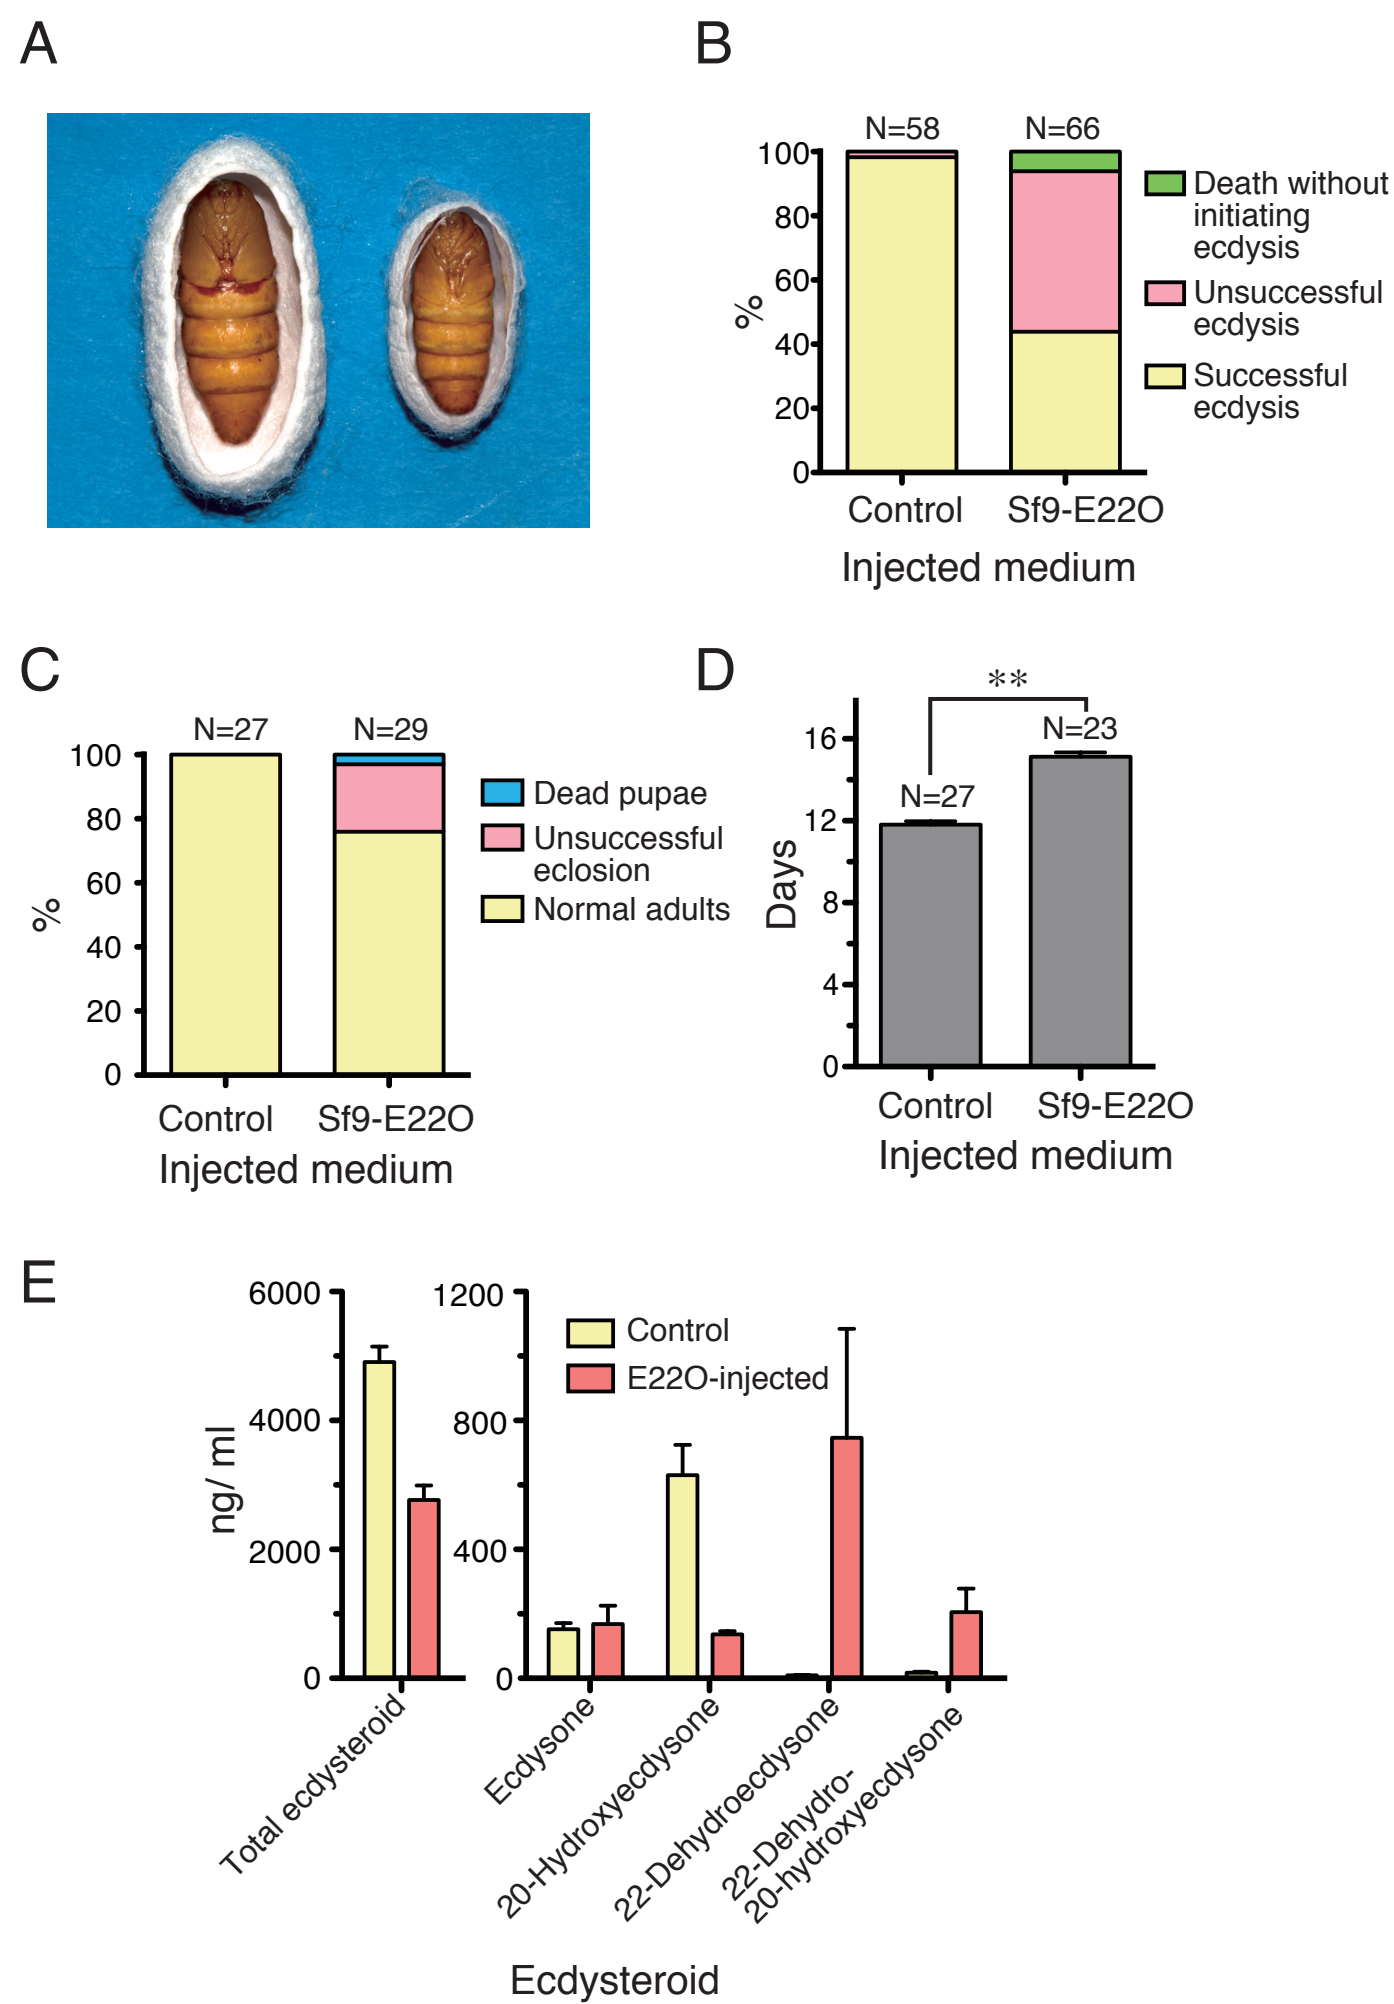 A
B
N=58
N=66
100
80
60
40
20
0
%
Death without
initiating
ecdysis
Unsuccessful
ecdysis
Successful
ecdysis
Control
Sf9-E22O
Injected medium
C
N=27
N=29
100
80
60
40
20
0
%
Dead pupae
Unsuccessful
eclosion
Normal adults
Control
Sf9-E22O
Injected medium
D
**
N=27
N=23
16
12
8
4
0
Days
Control
Sf9-E22O
Injected medium
E
6000
4000
2000
0
ng/ ml
1200
800
400
0
Control
E22O-injected
Total ecdysteroid
Ecdysone
20-Hydroxyecdysone
22-Dehydroecdysone
22-Dehydro-
20-hydroxyecdysone
Ecdysteroid